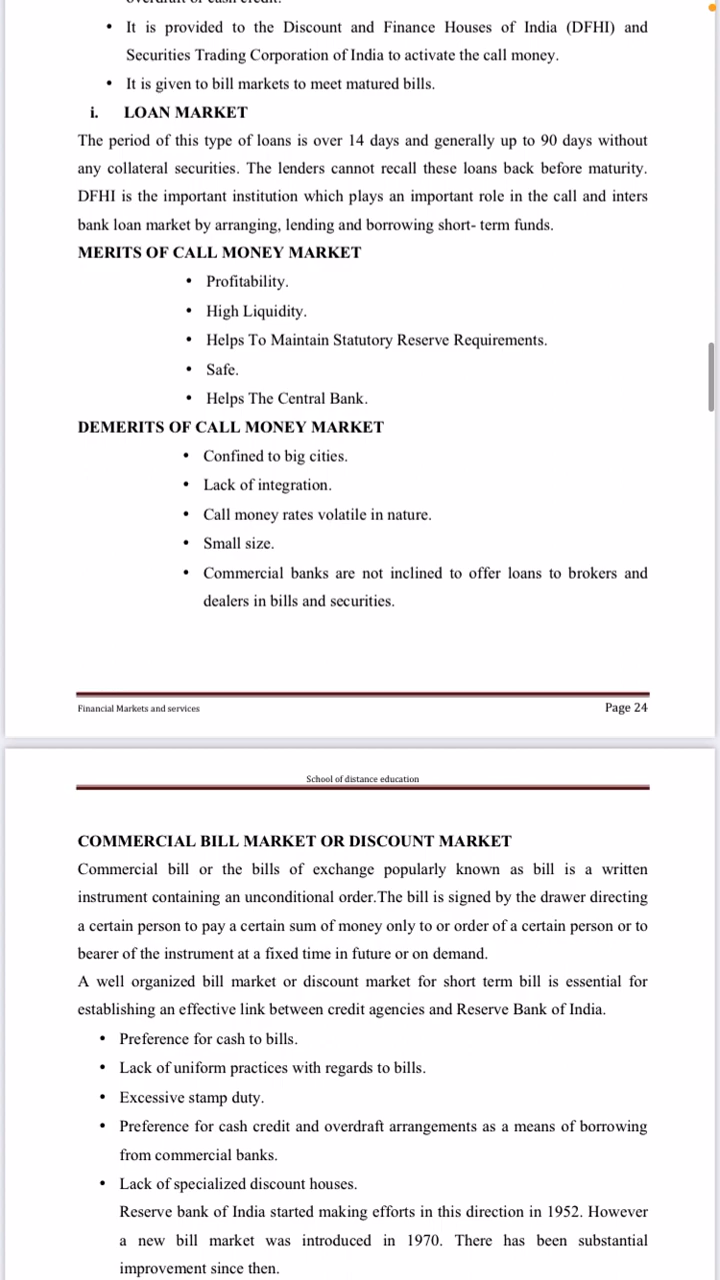 overdraft or cash credit.
• It is provided to the Discount and Finance Houses of India (DFHI) and
Securities Trading Corporation of India to activate the call money.
• It is given to bill markets to meet matured bills.
i. LOAN MARKET
The period of this type of loans is over 14 days and generally up to 90 days without
any collateral securities. The lenders cannot recall these loans back before maturity.
DFHI is the important institution which plays an important role in the call and inters
bank loan market by arranging, lending and borrowing short- term funds.
MERITS OF CALL MONEY MARKET
• Profitability.
• High Liquidity.
• Helps To Maintain Statutory Reserve Requirements.
• Safe.
• Helps The Central Bank.
DEMERITS OF CALL MONEY MARKET
• Confined to big cities.
• Lack of integration.
• Call money rates volatile in nature.
• Small size.
• Commercial banks are not inclined to offer loans to brokers and
dealers in bills and securities.
Financial Markets and services Page 24
School of distance education
COMMERCIAL BILL MARKET OR DISCOUNT MARKET
Commercial bill or the bills of exchange popularly known as bill is a written
instrument containing an unconditional order.The bill is signed by the drawer directing
a certain person to pay a certain sum of money only to or order of a certain person or to
bearer of the instrument at a fixed time in future or on demand.
A well organized bill market or discount market for short term bill is essential for
establishing an effective link between credit agencies and Reserve Bank of India.
• Preference for cash to bills.
• Lack of uniform practices with regards to bills.
• Excessive stamp duty.
• Preference for cash credit and overdraft arrangements as a means of borrowing
from commercial banks.
• Lack of specialized discount houses.
Reserve bank of India started making efforts in this direction in 1952. However
a new bill market was introduced in 1970. There has been substantial
improvement since then.